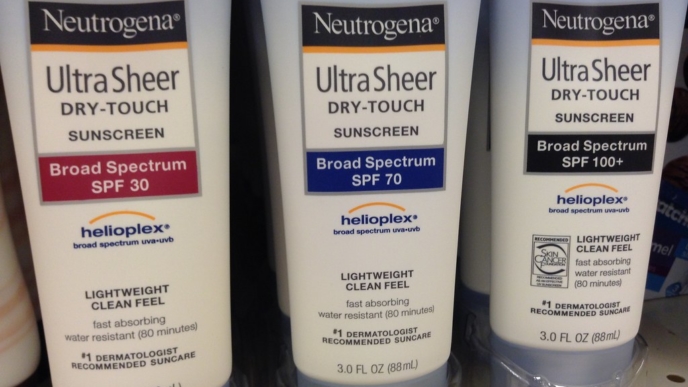 Neutrogena®
Ultra Sheer
DRY-TOUCH
SUNSCREEN
Broad Spectrum
SPF 30
helioplex®
broad spectrum uva•uvb
LIGHTWEIGHT
CLEAN FEEL
fast absorbing
water resistant (80 minutes)
#1 DERMATOLOGIST
RECOMMENDED SUNCARE
Neutrogena®
Ultra Sheer
DRY-TOUCH
SUNSCREEN
Broad Spectrum
SPF 70
helioplex®
broad spectrum uva•uvb
LIGHTWEIGHT
CLEAN FEEL
fast absorbing
water resistant (80 minutes)
#1 DERMATOLOGIST
RECOMMENDED SUNCARE
3.0 FL OZ (88mL)
Neutrogena®
Ultra Sheer
DRY-TOUCH
SUNSCREEN
Broad Spectrum
SPF 100+
helioplex®
broad spectrum uva•uvb
RECOMMENDED
SKIN
CANCER
LIGHTWEIGHT
CLEAN FEEL
fast absorbing
water resistant
(80 minutes)
#1 DERMATOLOGIST
RECOMMENDED SUNCARE
3.0 FL OZ (88mL)